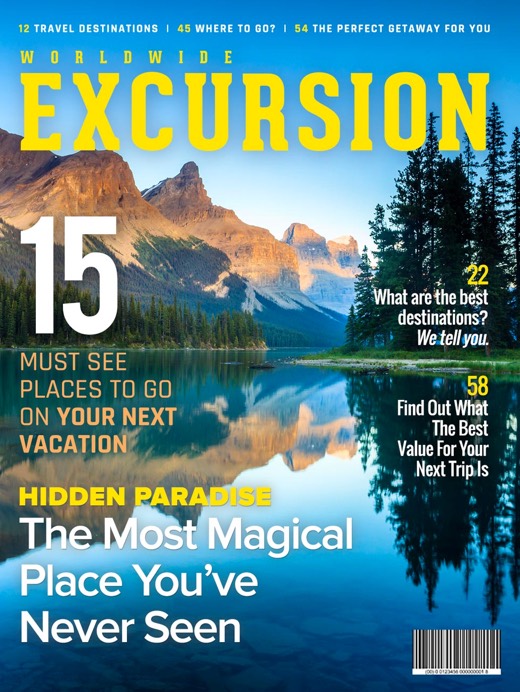 12 TRAVEL DESTINATIONS | 45 WHERE TO GO? | 54 THE PERFECT GETAWAY FOR YOU
WORLDWIDE
EXCURSION
15
MUST SEE
PLACES TO GO
ON YOUR NEXT
VACATION
22
What are the best
destinations?
We tell you.
58
Find Out What
The Best
Value For Your
Next Trip Is
HIDDEN PARADISE
The Most Magical
Place You've
Never Seen